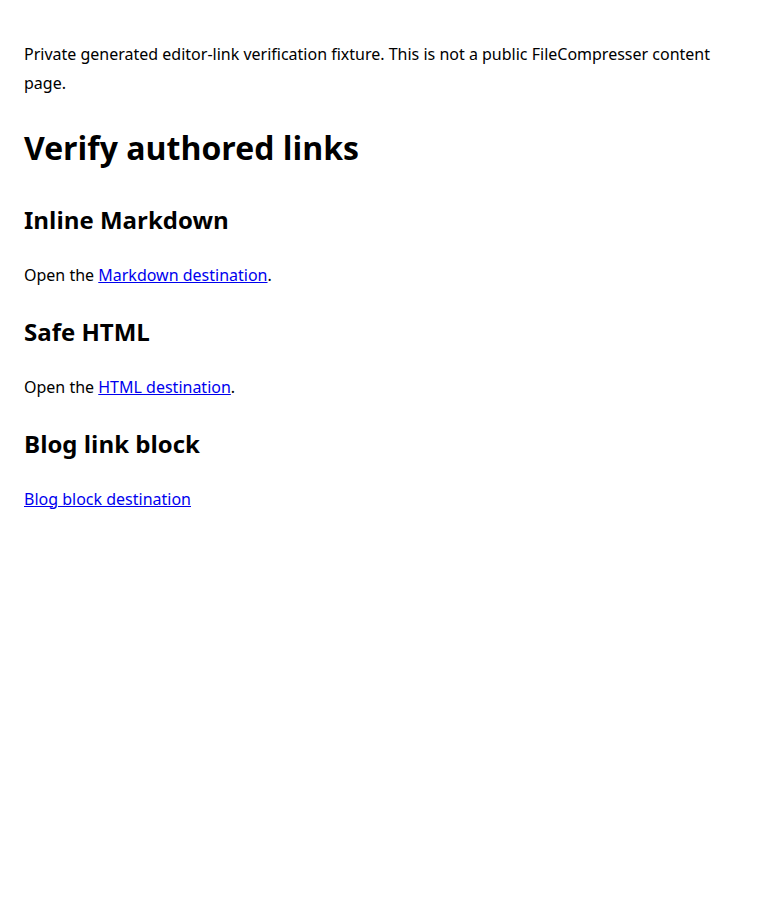 Private generated editor-link verification fixture. This is not a public FileCompresser content
page.
Verify authored links
Inline Markdown
Open the Markdown destination.
Safe HTML
Open the HTML destination.
Blog link block
Blog block destination